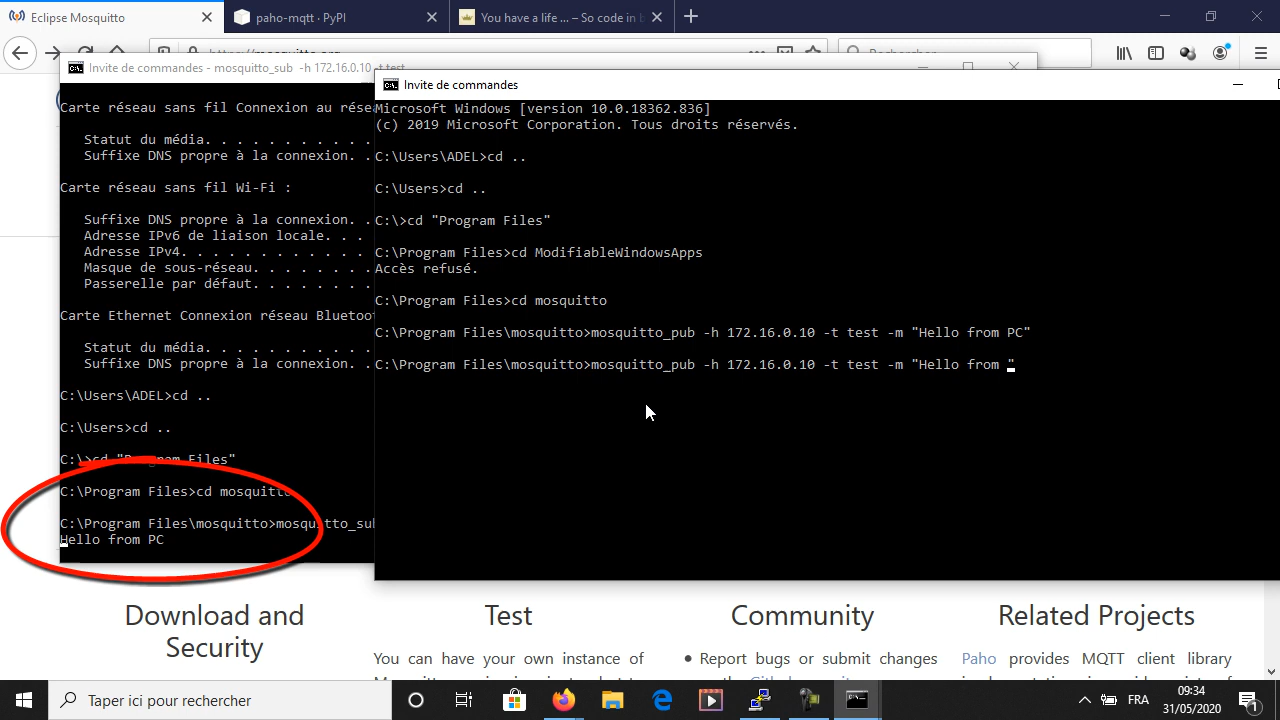 Eclipse Mosquitto
paho-mqtt · PyPI
You have a life ... – So code in
Rechercher
Invite de commandes - mosquitto_sub -h 172.16.0.10 -t test
Carte réseau sans fil Connexion au
Statut du média. . . . . . . . . . .
Suffixe DNS propre à la connexion. . .
Carte réseau sans fil Wi-Fi :
Suffixe DNS propre à la connexion. . .
Adresse IPv6 de liaison locale. . . .
Adresse IPv4. . . . . . . . . . . .
Masque de sous-réseau. . . . . . . .
Passerelle par défaut. . . . . . . .
Carte Ethernet Connexion réseau
Statut du média. . . . . . . . . . .
Suffixe DNS propre à la connexion. . .
C:\Users\ADEL>cd ..
C:\Users>cd ..
C:\>cd "Program Files"
C:\Program Files>cd mosquitto
C:\Program Files\mosquitto>mosquitto_sub
Hello from PC
Invite de commandes
Microsoft Windows [version 10.0.18362.836]
(c) 2019 Microsoft Corporation. Tous droits réservés.
C:\Users\ADEL>cd ..
C:\Users>cd ..
C:\>cd "Program Files"
C:\Program Files>cd ModifiableWindowsApps
Accès refusé.
C:\Program Files>cd mosquitto
C:\Program Files\mosquitto>mosquitto_pub -h 172.16.0.10 -t test -m "Hello from PC"
C:\Program Files\mosquitto>mosquitto_pub -h 172.16.0.10 -t test -m "Hello from "
Download and
Security
Test
You can have your own instance of
Community
• Report bugs or submit changes
Related Projects
Paho provides MQTT client library
Taper ici pour rechercher
FRA
09:34
31/05/2020
1